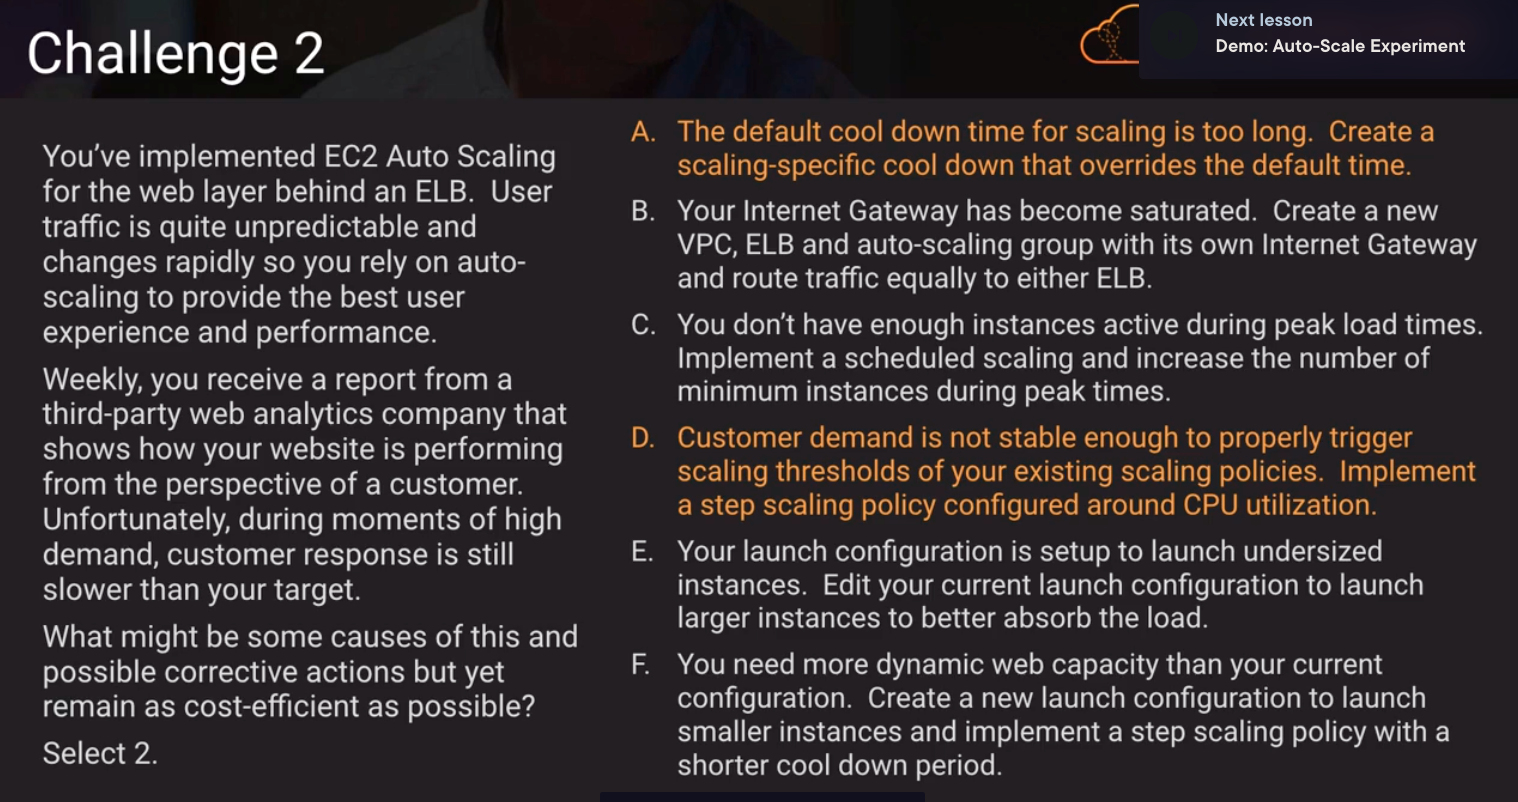 Challenge 2
Next lesson
Demo: Auto-Scale Experiment
You’ve implemented EC2 Auto Scaling
for the web layer behind an ELB. User
traffic is quite unpredictable and
changes rapidly so you rely on auto-
scaling to provide the best user
experience and performance.
Weekly, you receive a report from a
third-party web analytics company that
shows how your website is performing
from the perspective of a customer.
Unfortunately, during moments of high
demand, customer response is still
slower than your target.
What might be some causes of this and
possible corrective actions but yet
remain as cost-efficient as possible?
Select 2.
A. The default cool down time for scaling is too long. Create a
scaling-specific cool down that overrides the default time.
B. Your Internet Gateway has become saturated. Create a new
VPC, ELB and auto-scaling group with its own Internet Gateway
and route traffic equally to either ELB.
C. You don’t have enough instances active during peak load times.
Implement a scheduled scaling and increase the number of
minimum instances during peak times.
D. Customer demand is not stable enough to properly trigger
scaling thresholds of your existing scaling policies. Implement
a step scaling policy configured around CPU utilization.
E. Your launch configuration is setup to launch undersized
instances. Edit your current launch configuration to launch
larger instances to better absorb the load.
F. You need more dynamic web capacity than your current
configuration. Create a new launch configuration to launch
smaller instances and implement a step scaling policy with a
shorter cool down period.